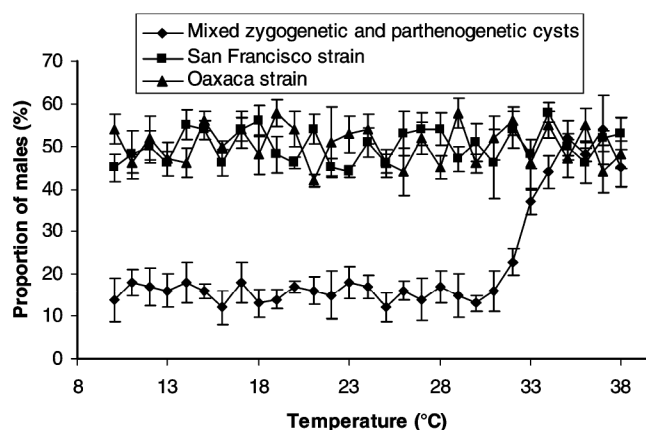 Mixed zygogenetic and parthenogenetic cysts
San Francisco strain
Oaxaca strain
70
60
50
40
30
20
10
0
Proportion of males (%)
8 13 18 23 28 33 38
Temperature (°C)